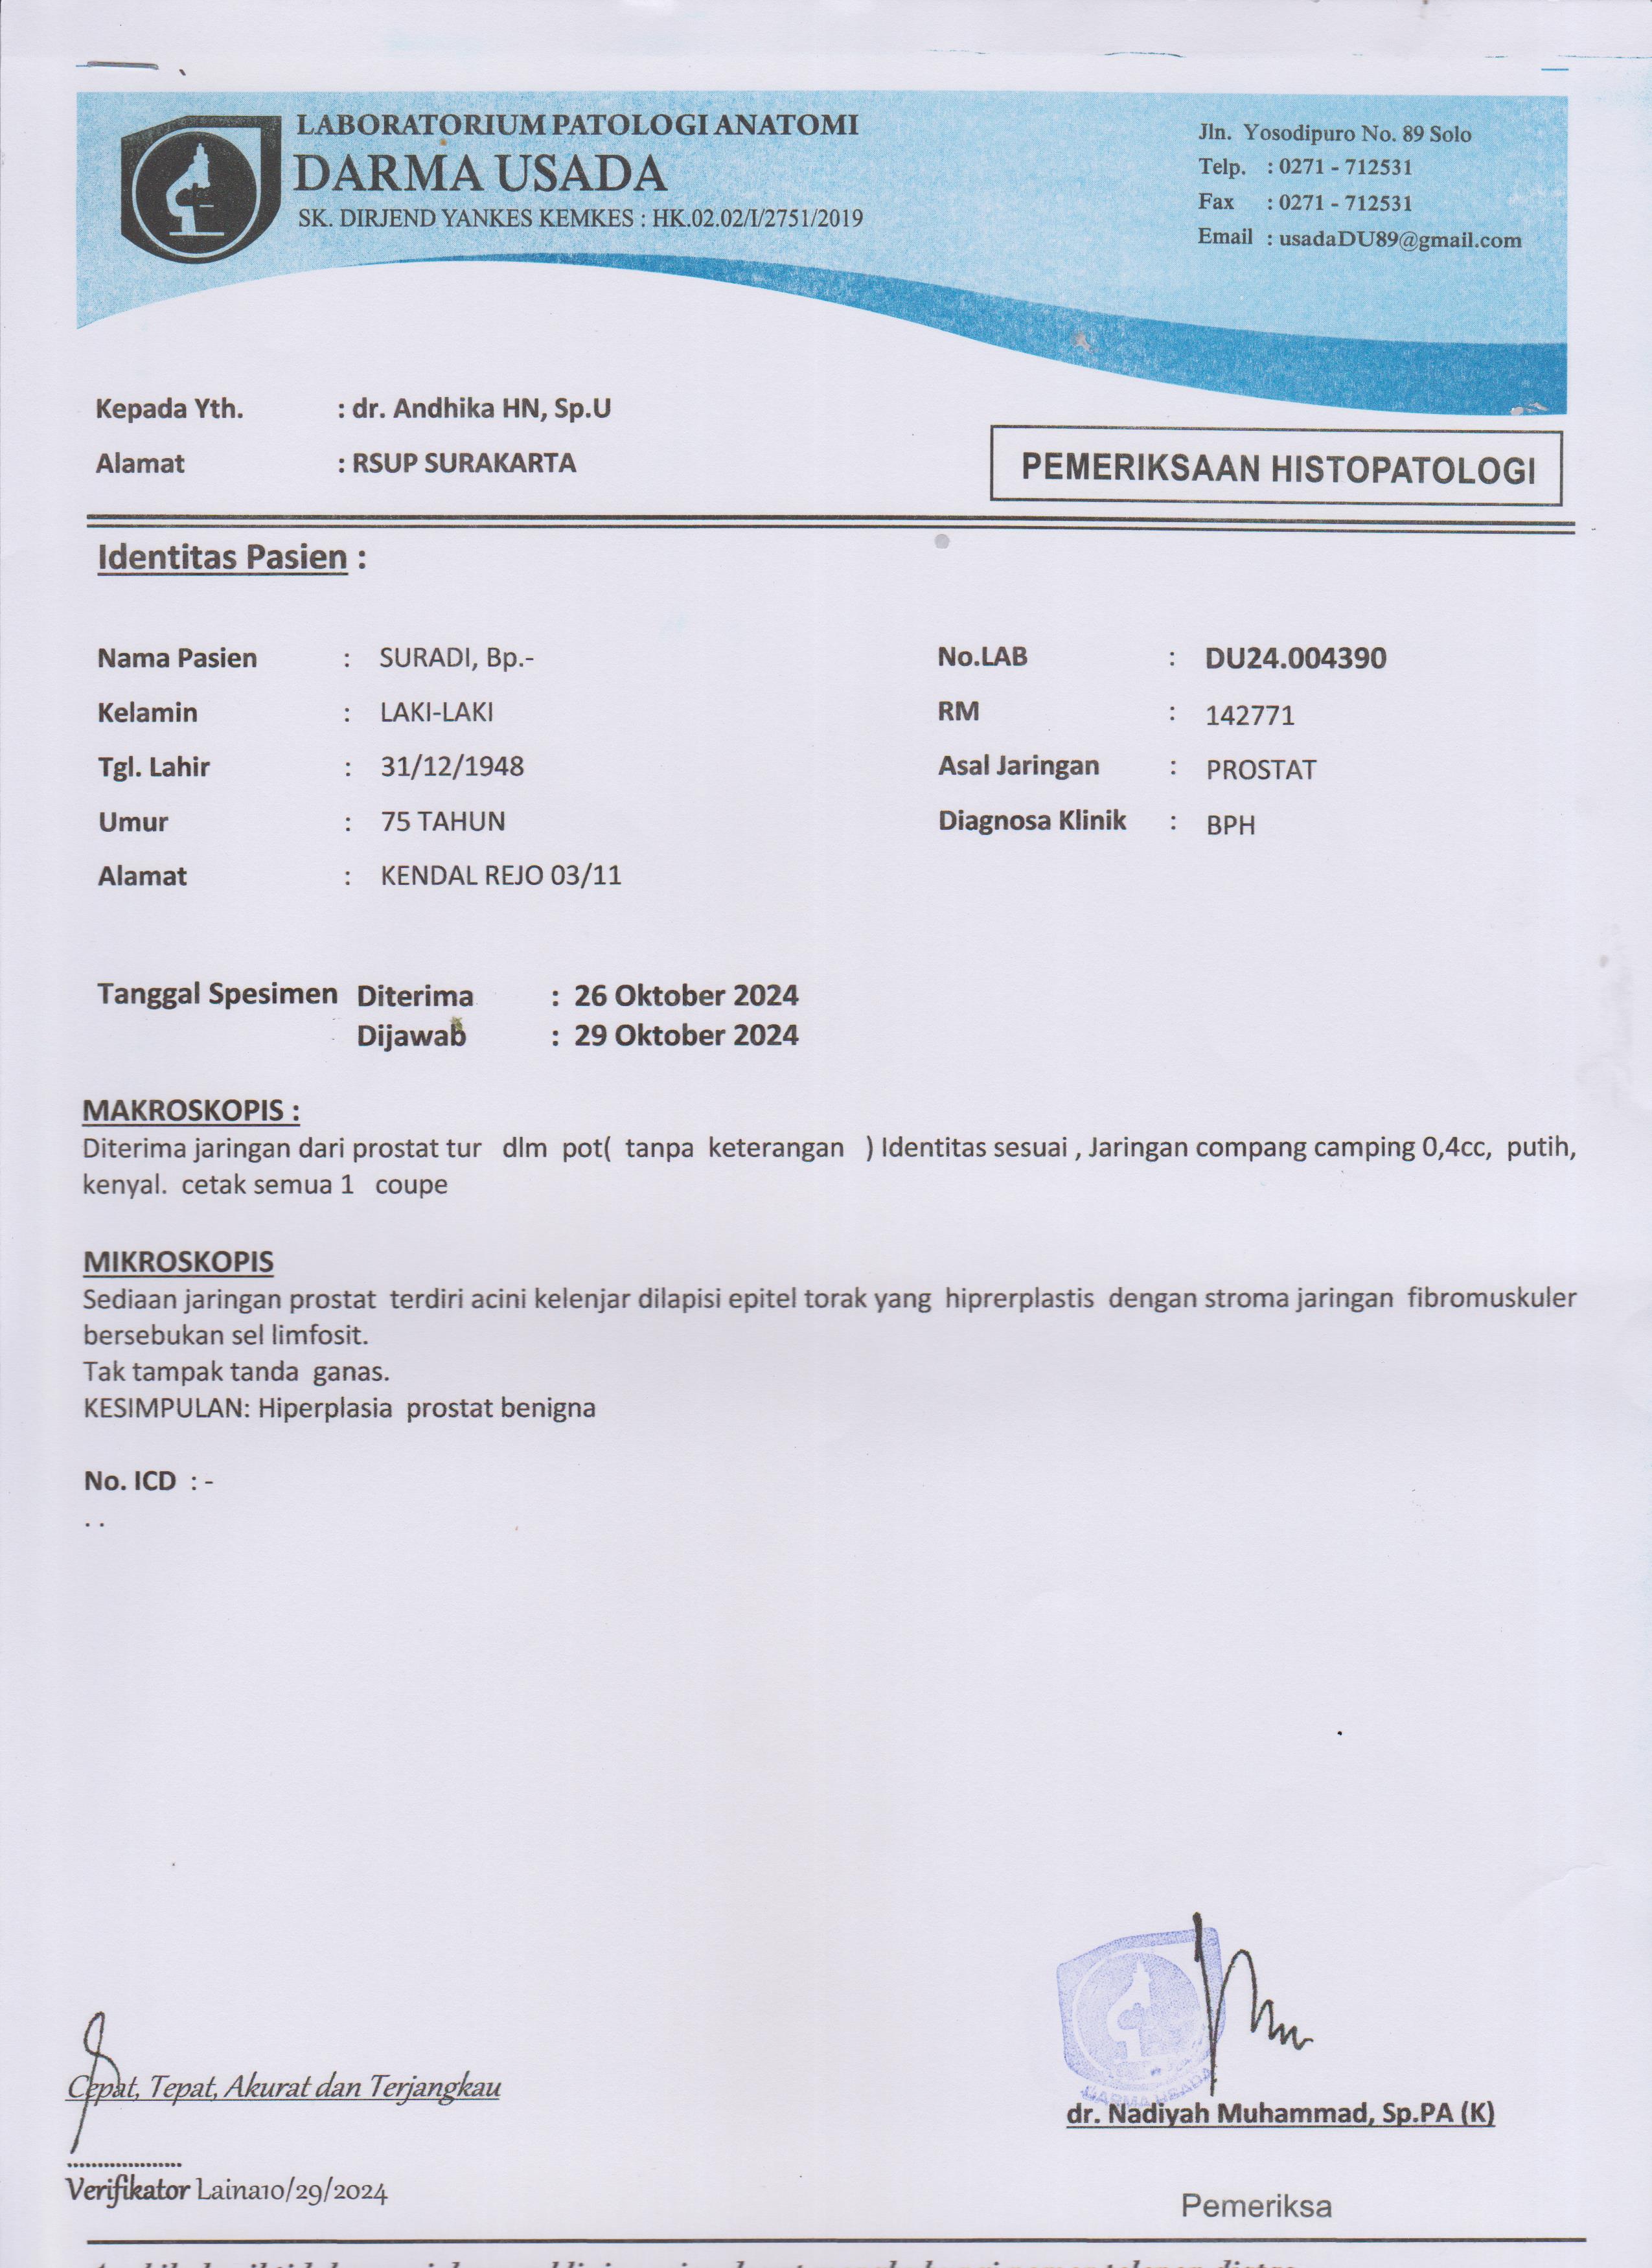 LABORATORIUM PATOLOGI ANATOMI
DARMA USADA
SK. DIRJEND YANKES KEMKES : HK.02.02/I/2751/2019
Jln. Yosodipuro No. 89 Solo
Telp. : 0271 - 712531
Fax : 0271 - 712531
Email : usadaDU89@gmail.com
Kepada Yth. : dr. Andhika HN, Sp.U
Alamat : RSUP SURAKARTA
PEMERIKSAAN HISTOPATOLOGI
Identitas Pasien :
Nama Pasien : SURADI, Bp.-
Kelamin : LAKI-LAKI
Tgl. Lahir : 31/12/1948
Umur : 75 TAHUN
Alamat : KENDAL REJO 03/11
No.LAB : DU24.004390
RM : 142771
Asal Jaringan : PROSTAT
Diagnosa Klinik : BPH
Tanggal Spesimen Diterima : 26 Oktober 2024
Dijawab : 29 Oktober 2024
MAKROSKOPIS :
Diterima jaringan dari prostat tur dlm pot( tanpa keterangan ) Identitas sesuai , Jaringan compang camping 0,4cc, putih,
kenyal. cetak semua 1 coupe
MIKROSKOPIS
Sediaan jaringan prostat terdiri acini kelenjar dilapisi epitel torak yang hiprerplastis dengan stroma jaringan fibromuskuler
bersebukan sel limfosit.
Tak tampak tanda ganas.
KESIMPULAN: Hiperplasia prostat benigna
No. ICD : -
. .
DARMA USADA
Cepat, Tepat, Akurat dan Terjangkau
dr. Nadiyah Muhammad, Sp.PA (K)
Verifikator Laina10/29/2024
Pemeriksa